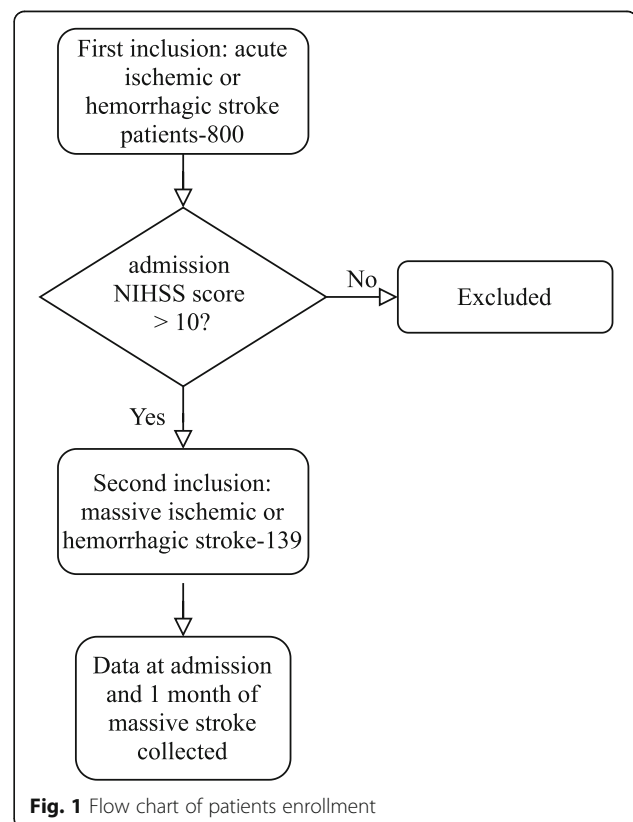 First inclusion: acute
ischemic or
hemorrhagic stroke
patients-800
admission
NIHSS score
> 10?
No
Excluded
Yes
Second inclusion:
massive ischemic or
hemorrhagic stroke-139
Data at admission
and 1 month of
massive stroke
collected
Fig. 1 Flow chart of patients enrollment